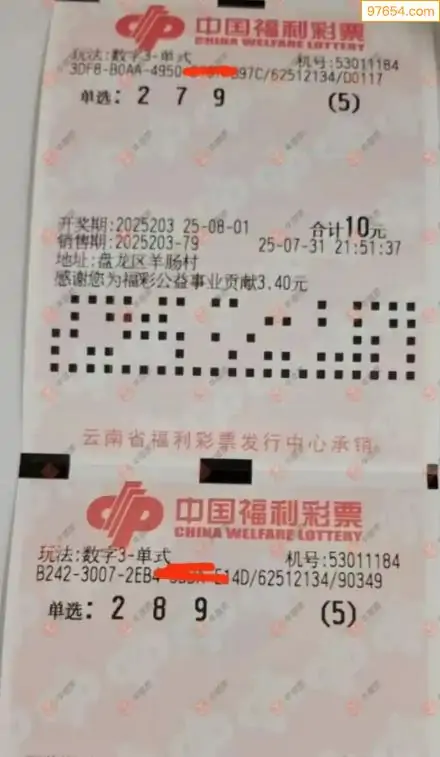 97654.com
中国福利彩票
CHINA WELFARE LOTTERY
玩法:数字3-单式 机号:53011184
3DF8-B0AA-4950 397C/62512134/D0117
单选: 2 7 9 (5)
开奖期:2025203 25-08-01 合计10元
销售期:2025203-79 25-07-31 21:51:37
地址:盘龙区羊肠村
感谢您为福彩公益事业贡献3.40元
云南省福利彩票发行中心承销
中国福利彩票
CHINA WELFARE LOTTERY
玩法:数字3-单式 机号:53011184
B242-3007-2EB4 E14D/62512134/90349
单选: 2 8 9 (5)